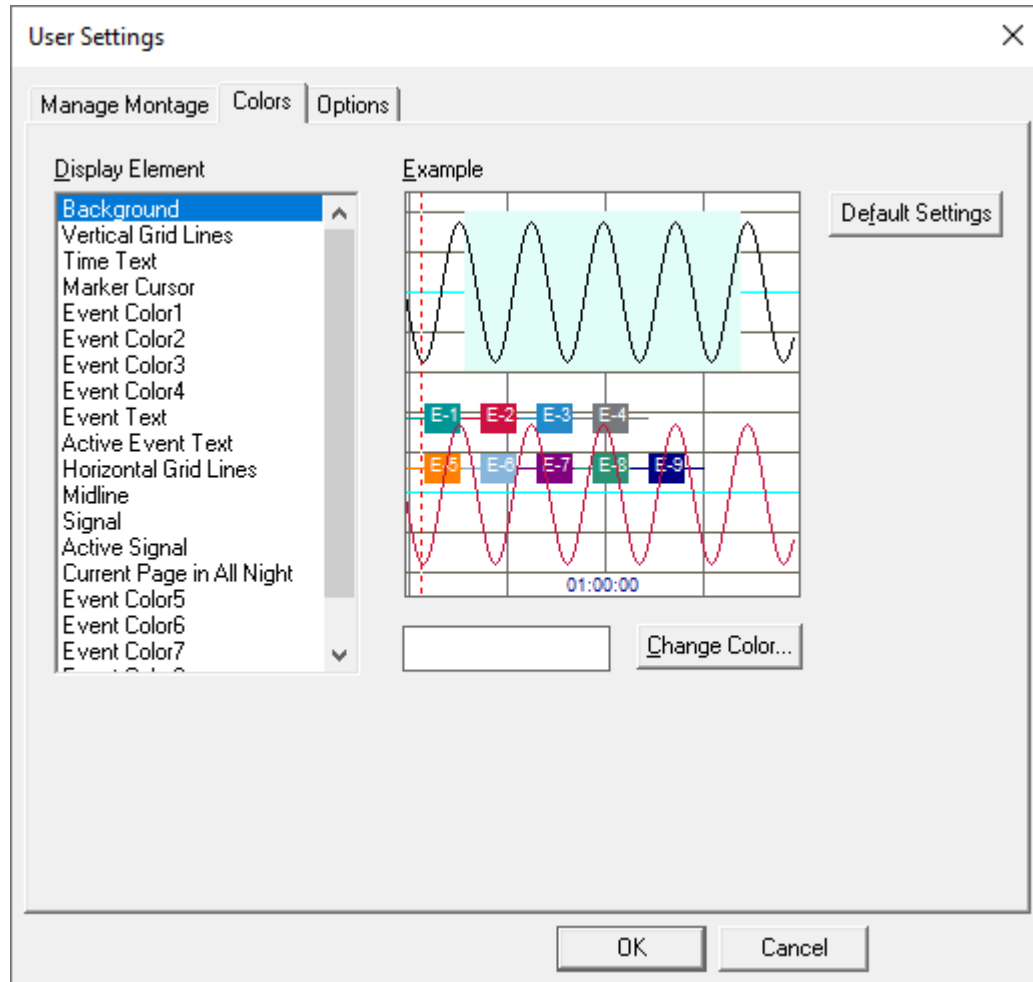 User Settings
Manage Montage
Colors
Options
Display Element
Background
Vertical Grid Lines
Time Text
Marker Cursor
Event Color1
Event Color2
Event Color3
Event Color4
Event Text
Active Event Text
Horizontal Grid Lines
Midline
Signal
Active Signal
Current Page in All Night
Event Color5
Event Color6
Event Color7
Example
E-1 E-2 E-3 E-4
E-5 E-6 E-7 E-8 E-9
01:00:00
Change Color...
Default Settings
OK
Cancel